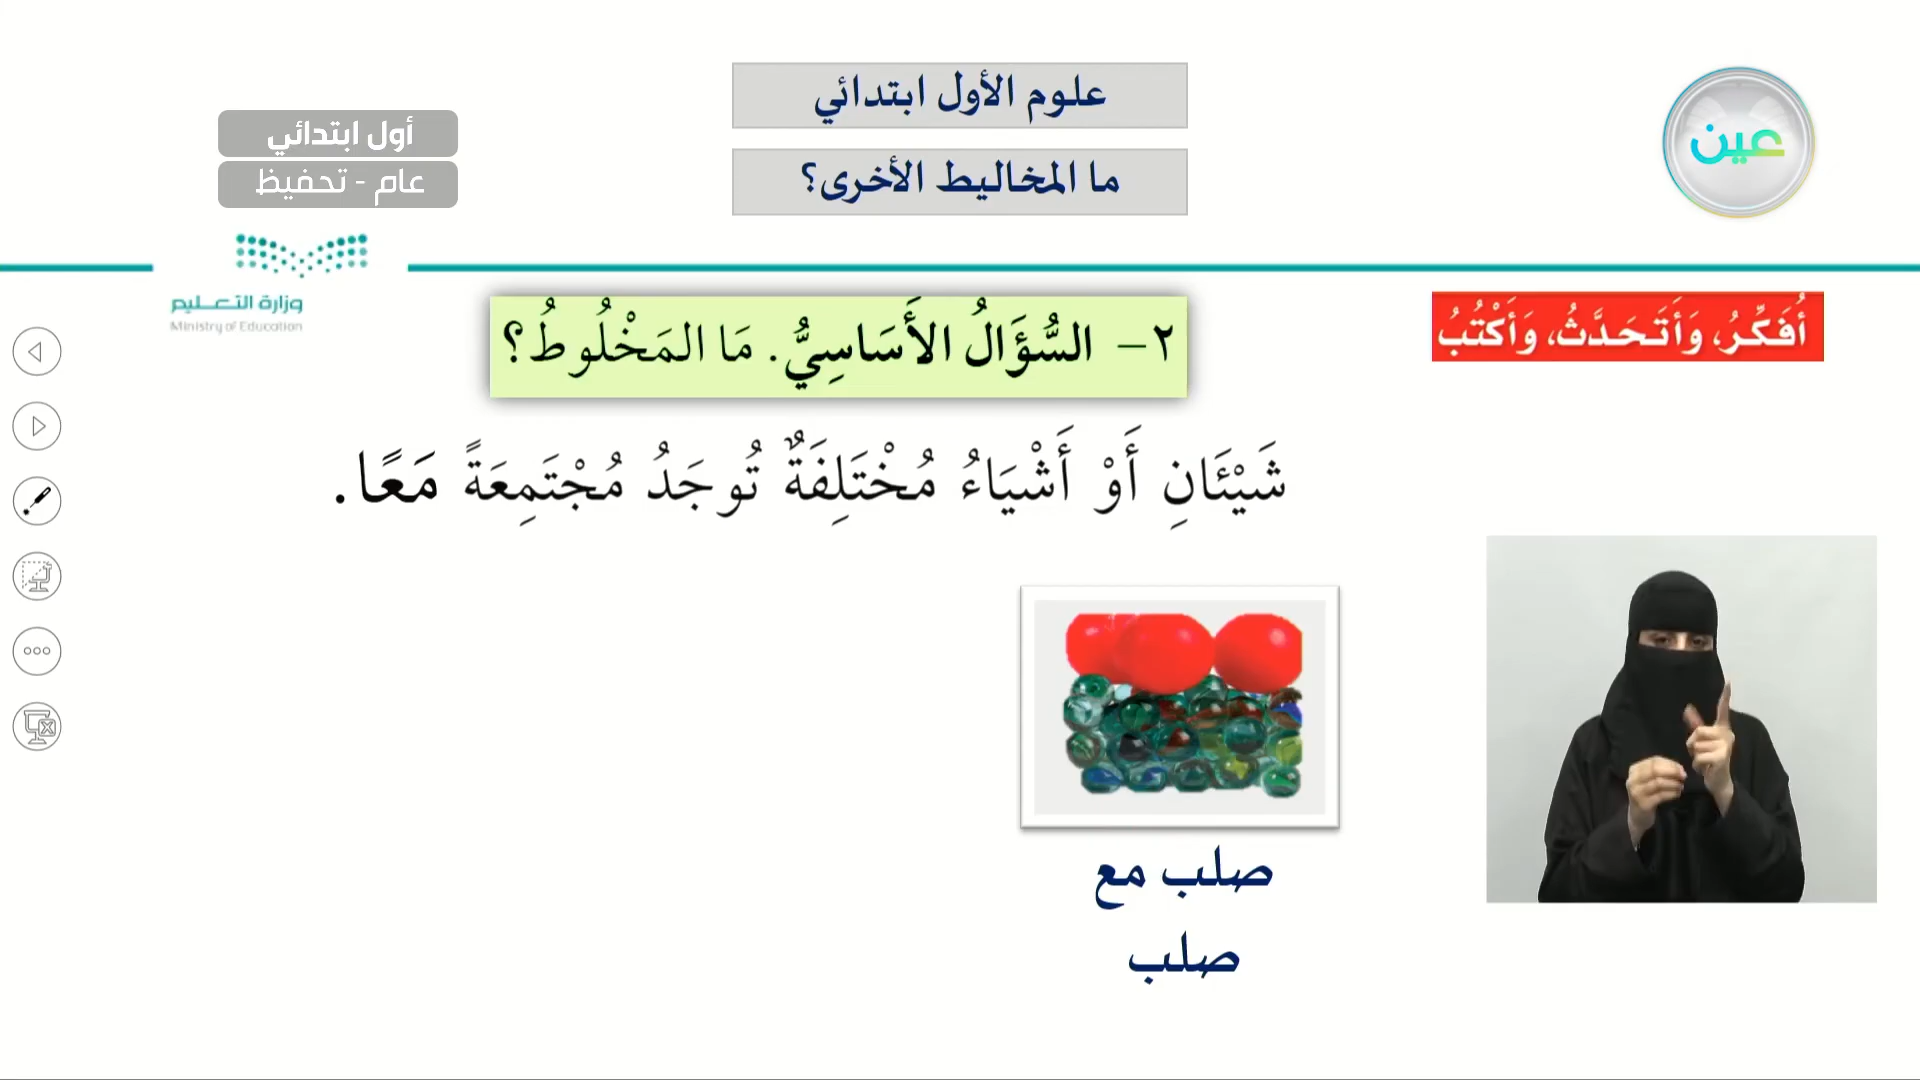 علوم الأول ابتدائي
ما المخاليط الأخرى؟
عين
أول ابتدائي
عام - تحفيظ
وزارة التعليم
Ministry of Education
أُفَكِّرُ، وَأَتَحَدَّثُ، وَأَكْتُبُ
٢- السُّؤَالُ الأَسَاسِيُّ. مَا المَخْلُوطُ؟
شَيْئَانِ أَوْ أَشْيَاءُ مُخْتَلِفَةٌ تُوجَدُ مُجْتَمِعَةً مَعًا.
صلب مع
صلب